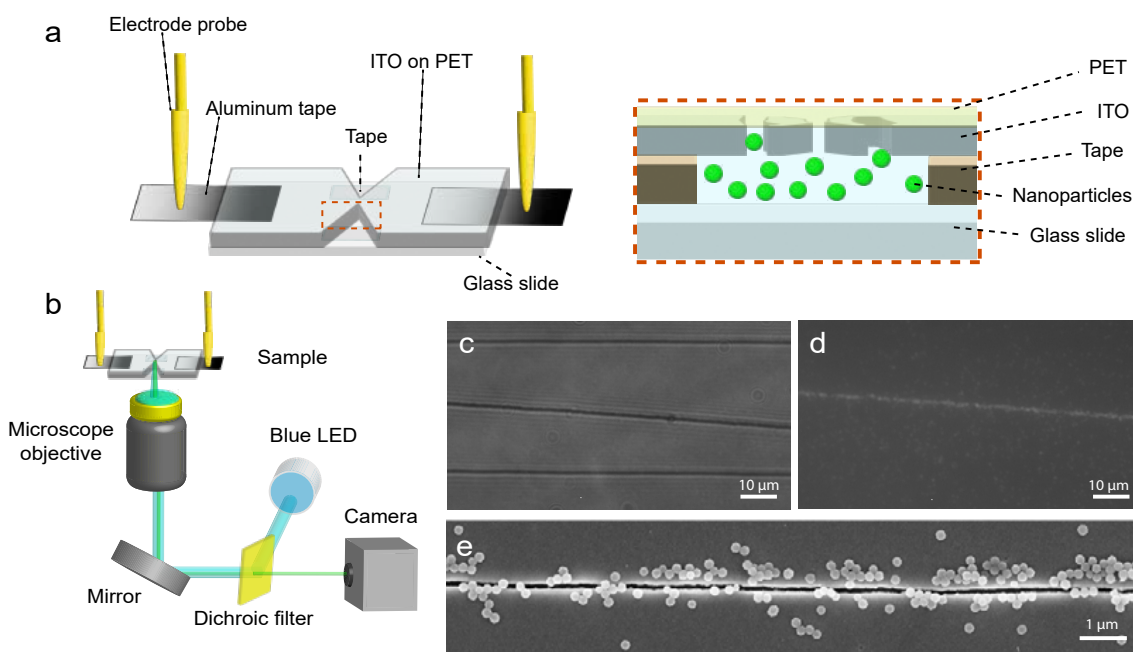 a
Electrode probe
ITO on PET
Aluminum tape
Tape
Glass slide
PET
ITO
Tape
Nanoparticles
Glass slide
b
Sample
Microscope
objective
Blue LED
Camera
Mirror
Dichroic filter
c
10 µm
d
10 µm
e
1 µm